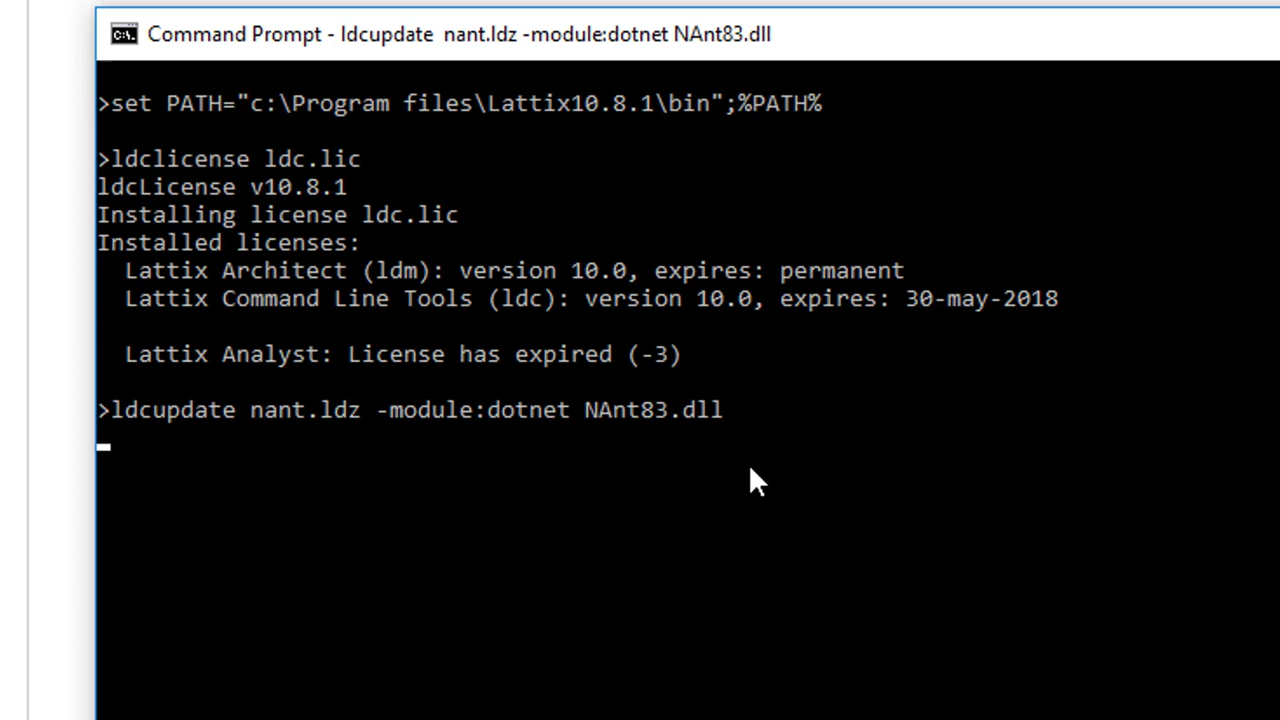 Command Prompt - ldcupdate  nant.ldz -module:dotnet NAnt83.dll
>set PATH="c:\Program files\Lattix10.8.1\bin";%PATH%
>ldclicense ldc.lic
ldcLicense v10.8.1
Installing license ldc.lic
Installed licenses:
  Lattix Architect (ldm): version 10.0, expires: permanent
  Lattix Command Line Tools (ldc): version 10.0, expires: 30-may-2018
  Lattix Analyst: License has expired (-3)
>ldcupdate nant.ldz -module:dotnet NAnt83.dll